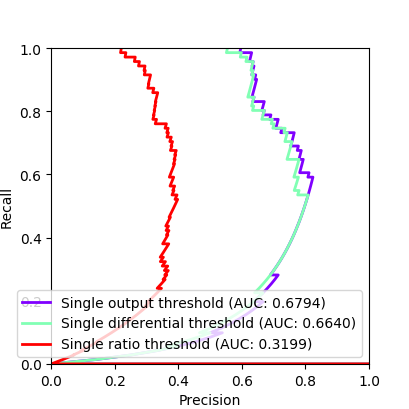 1.0
0.8
0.6
0.4
0.2
0.0
Recall
Single output threshold (AUC: 0.6794)
Single differential threshold (AUC: 0.6640)
Single ratio threshold (AUC: 0.3199)
0.0 0.2 0.4 0.6 0.8 1.0
Precision